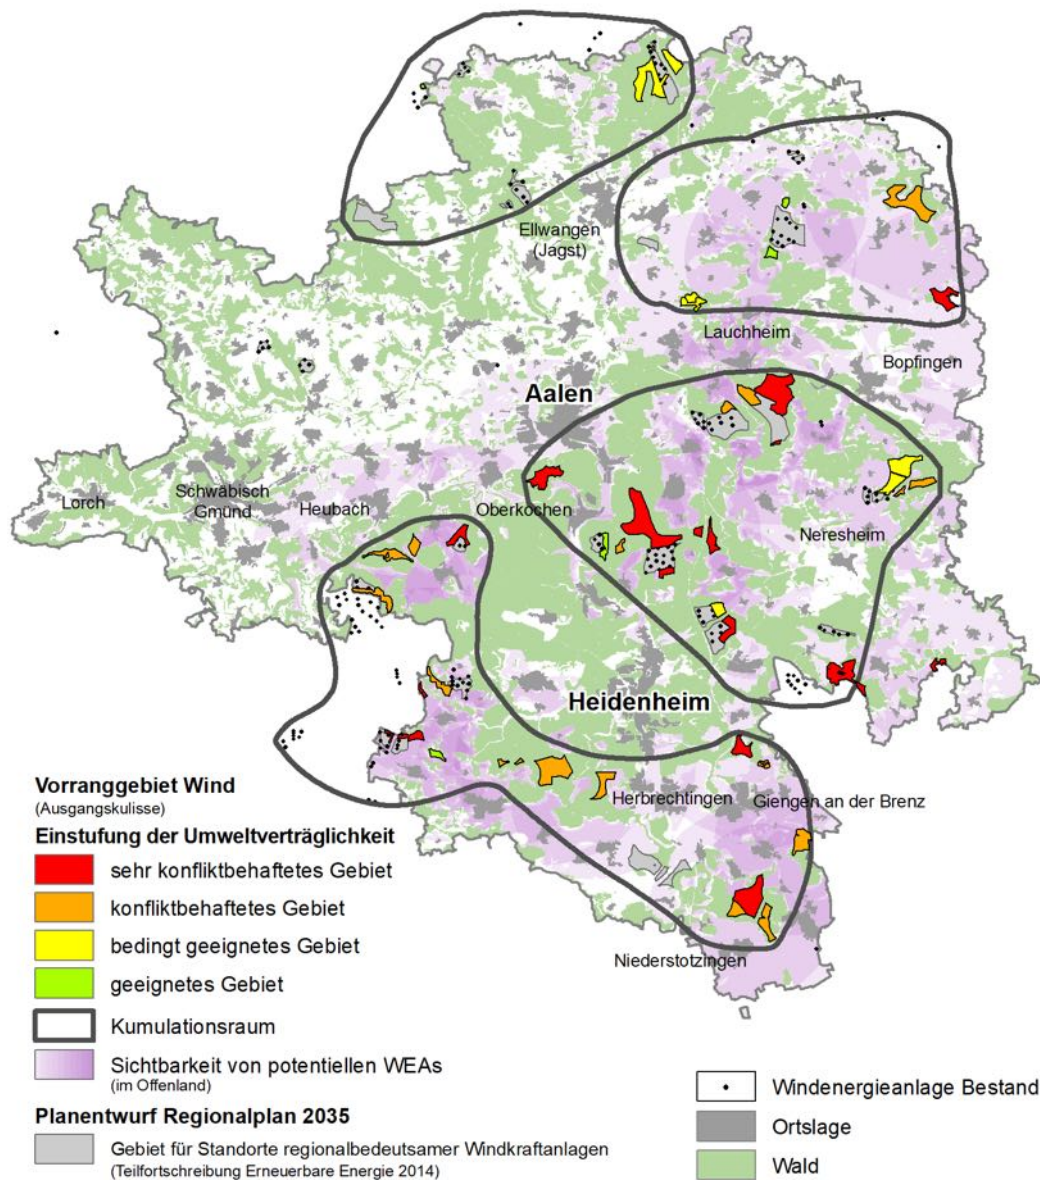 Ellwangen
(Jagst)
Lauchheim
Bopfingen
Aalen
Lorch
Schwäbisch
Gmünd
Heubach
Oberkochen
Neresheim
Heidenheim
Herbrechtingen
Giengen an der Brenz
Niederstotzingen
Vorranggebiet Wind
(Ausgangskulisse)
Einstufung der Umweltverträglichkeit
sehr konfliktbehaftetes Gebiet
konfliktbehaftetes Gebiet
bedingt geeignetes Gebiet
geeignetes Gebiet
Kumulationsraum
Sichtbarkeit von potentiellen WEAs
(im Offenland)
Planentwurf Regionalplan 2035
Gebiet für Standorte regionalbedeutsamer Windkraftanlagen
(Teilfortschreibung Erneuerbare Energie 2014)
Windenergieanlage Bestand
Ortslage
Wald